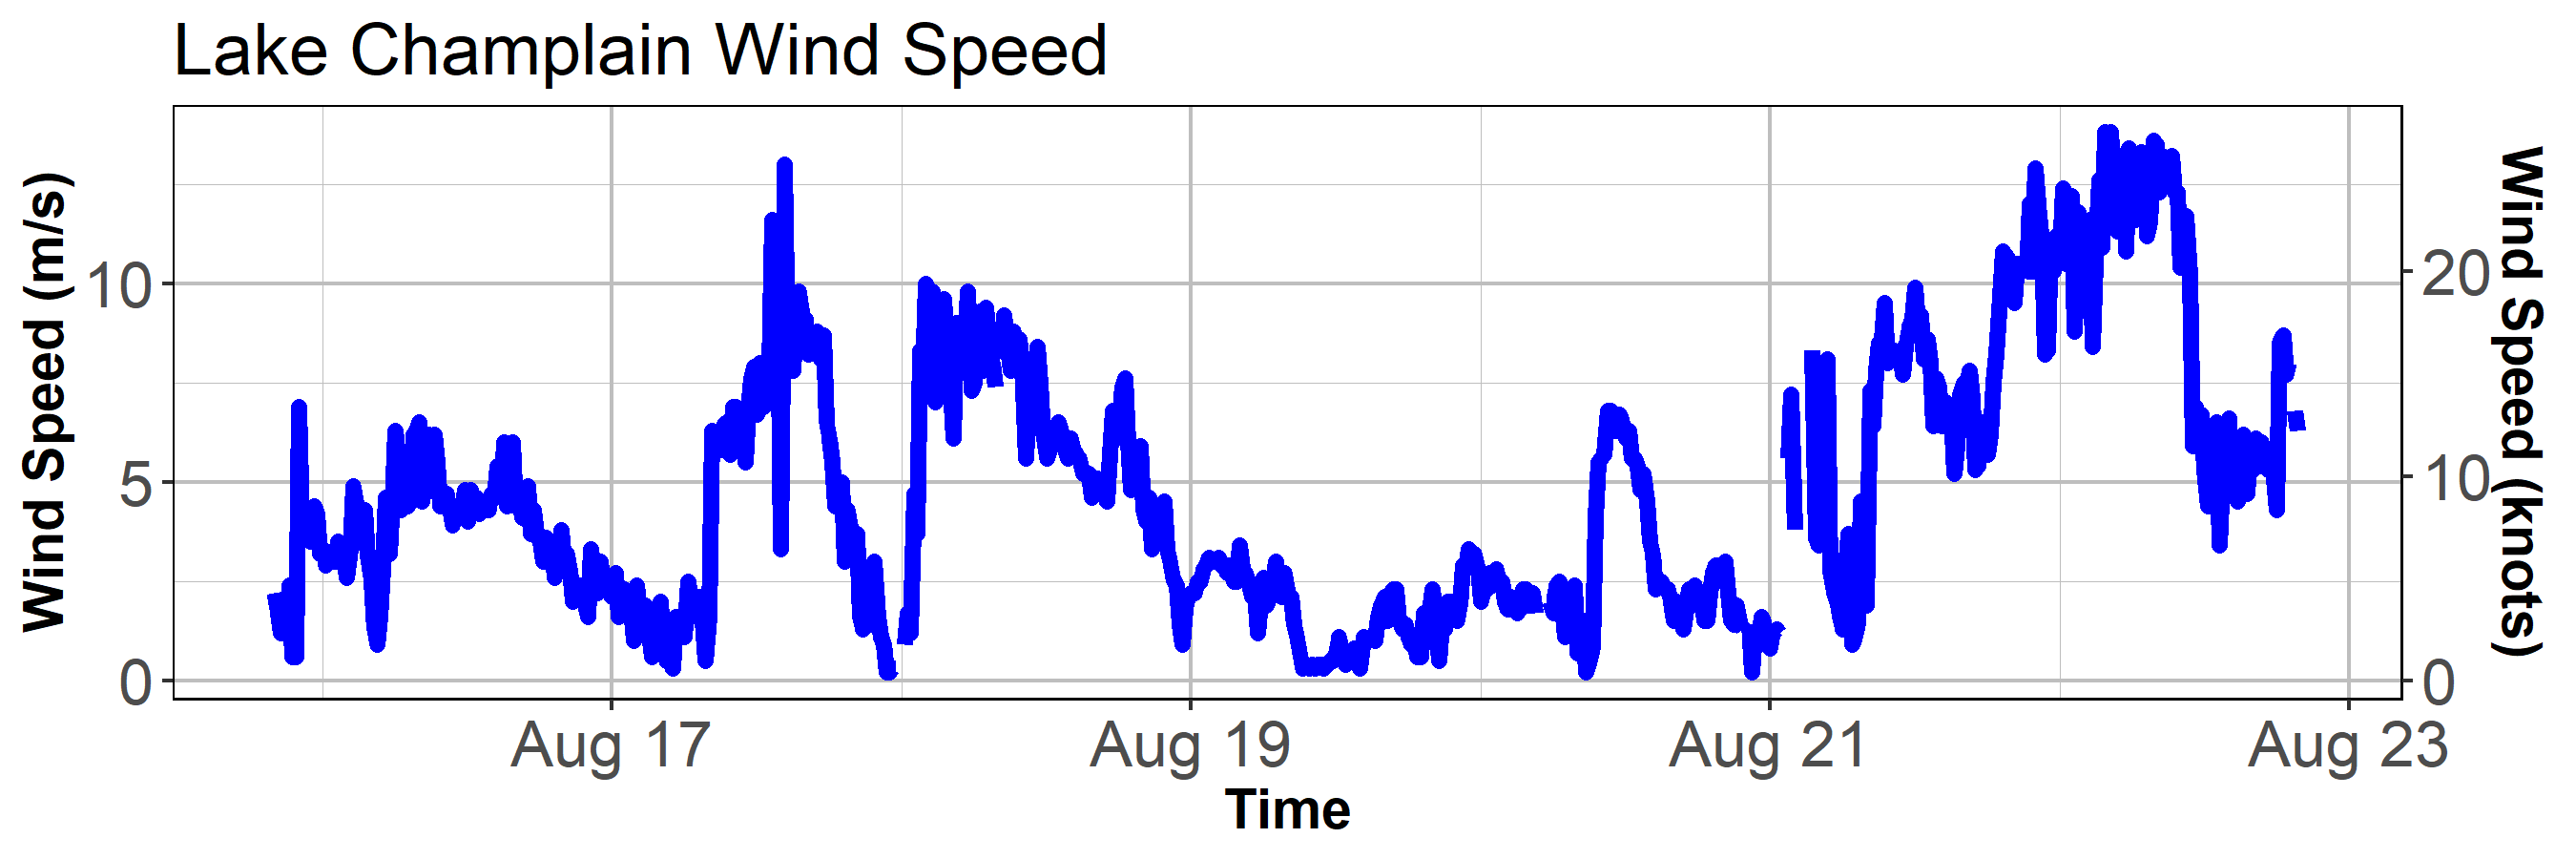 Lake Champlain Wind Speed
Wind Speed (m/s)
10
5
0
20
10
0
Wind Speed (knots)
Aug 17 Aug 19 Aug 21 Aug 23
Time